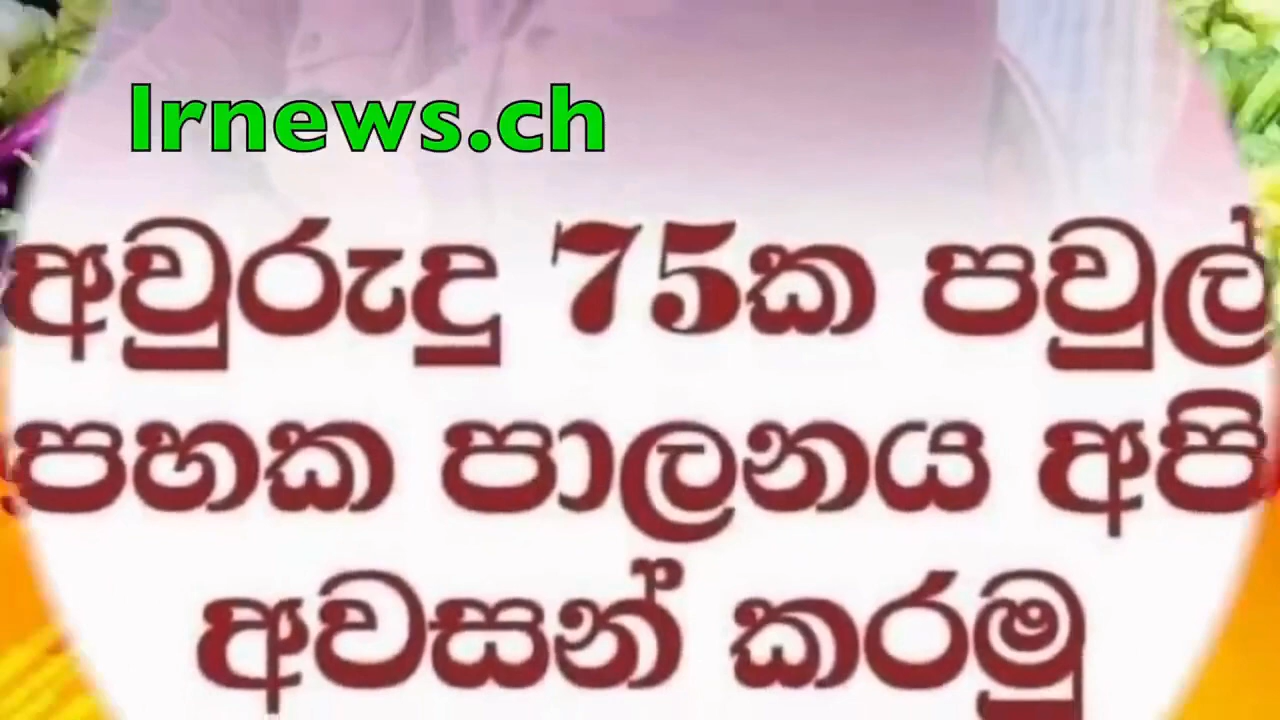 lrnews.ch
අවුරුදු 75ක පවුල්
පහක පාලනය අපි
අවසන් කරමු